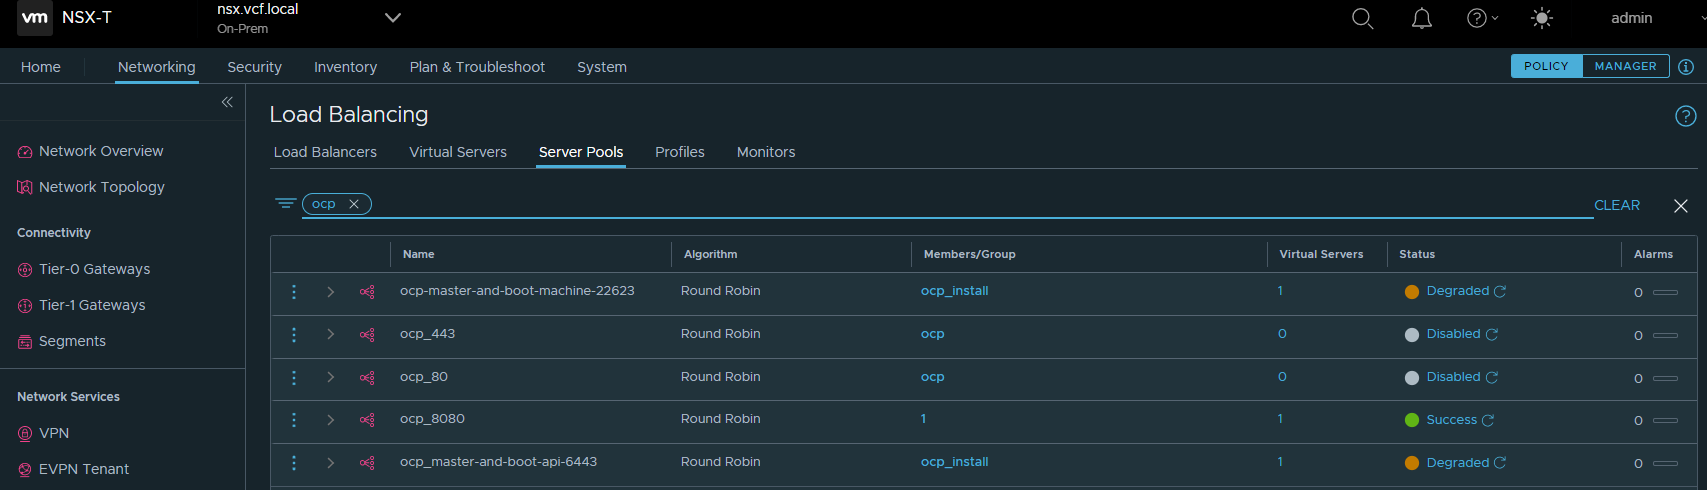 vm NSX-T
nsx.vcf.local
On-Prem
admin
Home Networking Security Inventory Plan & Troubleshoot System POLICY MANAGER
Load Balancing
Load Balancers Virtual Servers Server Pools Profiles Monitors
ocp CLEAR
Network Overview
Network Topology
Connectivity
Tier-0 Gateways
Tier-1 Gateways
Segments
Network Services
VPN
EVPN Tenant
Name Algorithm Members/Group Virtual Servers Status Alarms
ocp-master-and-boot-machine-22623 Round Robin ocp_install 1 Degraded 0
ocp_443 Round Robin ocp 0 Disabled 0
ocp_80 Round Robin ocp 0 Disabled 0
ocp_8080 Round Robin 1 1 Success 0
ocp_master-and-boot-api-6443 Round Robin ocp_install 1 Degraded 0